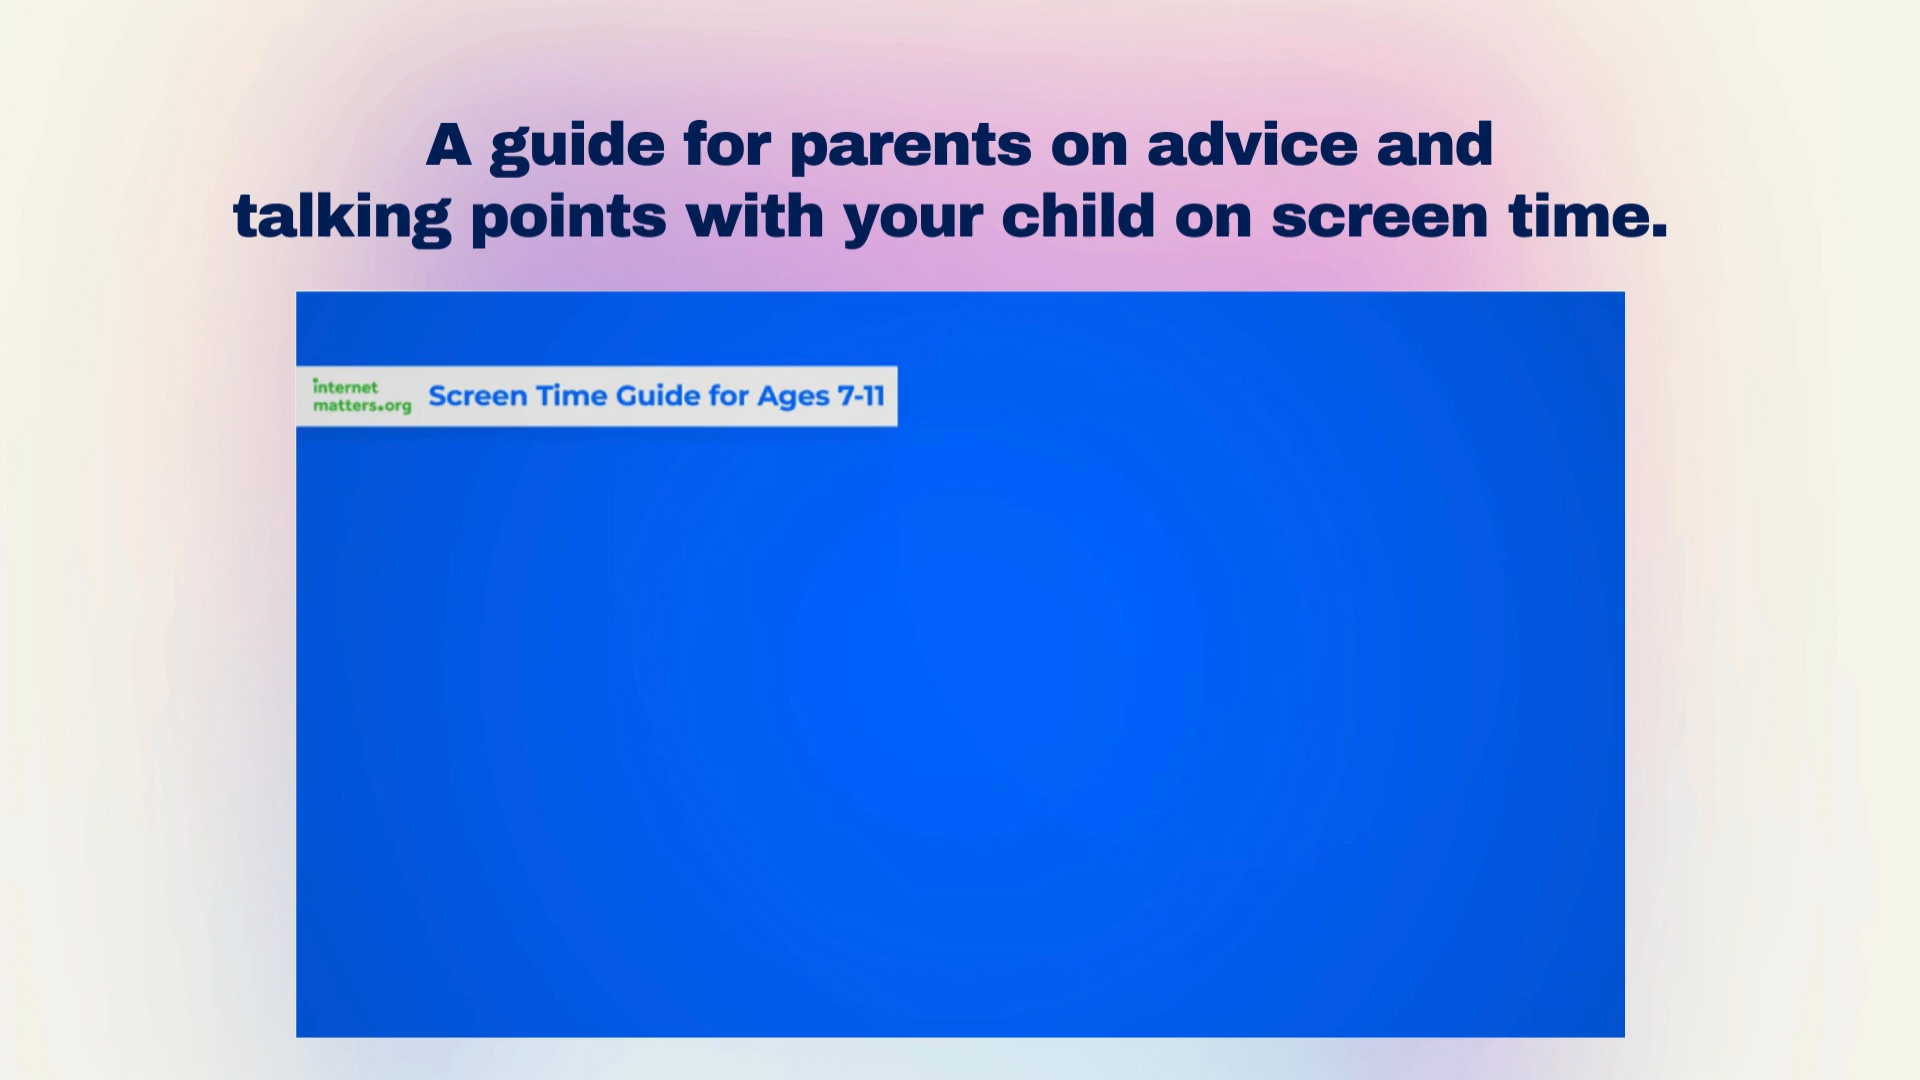 A guide for parents on advice and
talking points with your child on screen time.
internet
matters.org
Screen Time Guide for Ages 7-11